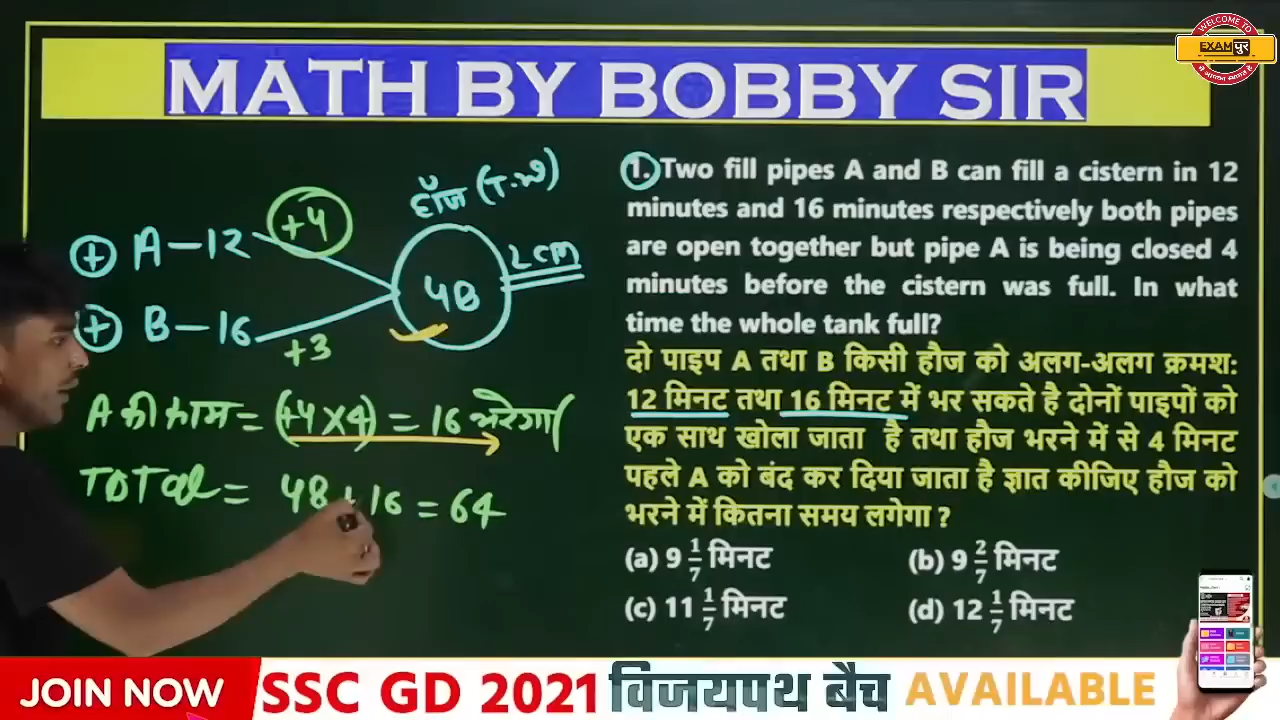 WELCOME TO
EXAM पुर
MATH BY BOBBY SIR
हॉज (T.W)
+ A-12
+4
48
2cm
+ B-16
+3
A की काम = (+4×4) = 16 भरेगा
TOTAL = 48 + 16 = 64
1. Two fill pipes A and B can fill a cistern in 12
minutes and 16 minutes respectively both pipes
are open together but pipe A is being closed 4
minutes before the cistern was full. In what
time the whole tank full?
दो पाइप A तथा B किसी हौज को अलग-अलग क्रमश:
12 मिनट तथा 16 मिनट में भर सकते है दोनों पाइपों को
एक साथ खोला जाता है तथा हौज भरने में से 4 मिनट
पहले A को बंद कर दिया जाता है ज्ञात कीजिए हौज को
भरने में कितना समय लगेगा ?
(a) 9 1/7 मिनट (b) 9 2/7 मिनट
(c) 11 1/7 मिनट (d) 12 1/7 मिनट
JOIN NOW SSC GD 2021 विजयपथ बैच AVAILABLE